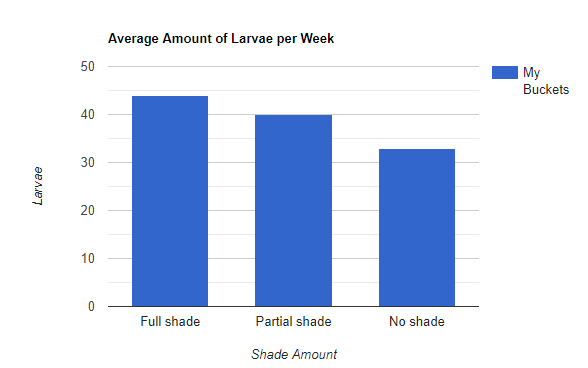 Average Amount of Larvae per Week
50
40
30
20
10
0
Larvae
Full shade
Partial shade
No shade
Shade Amount
My
Buckets